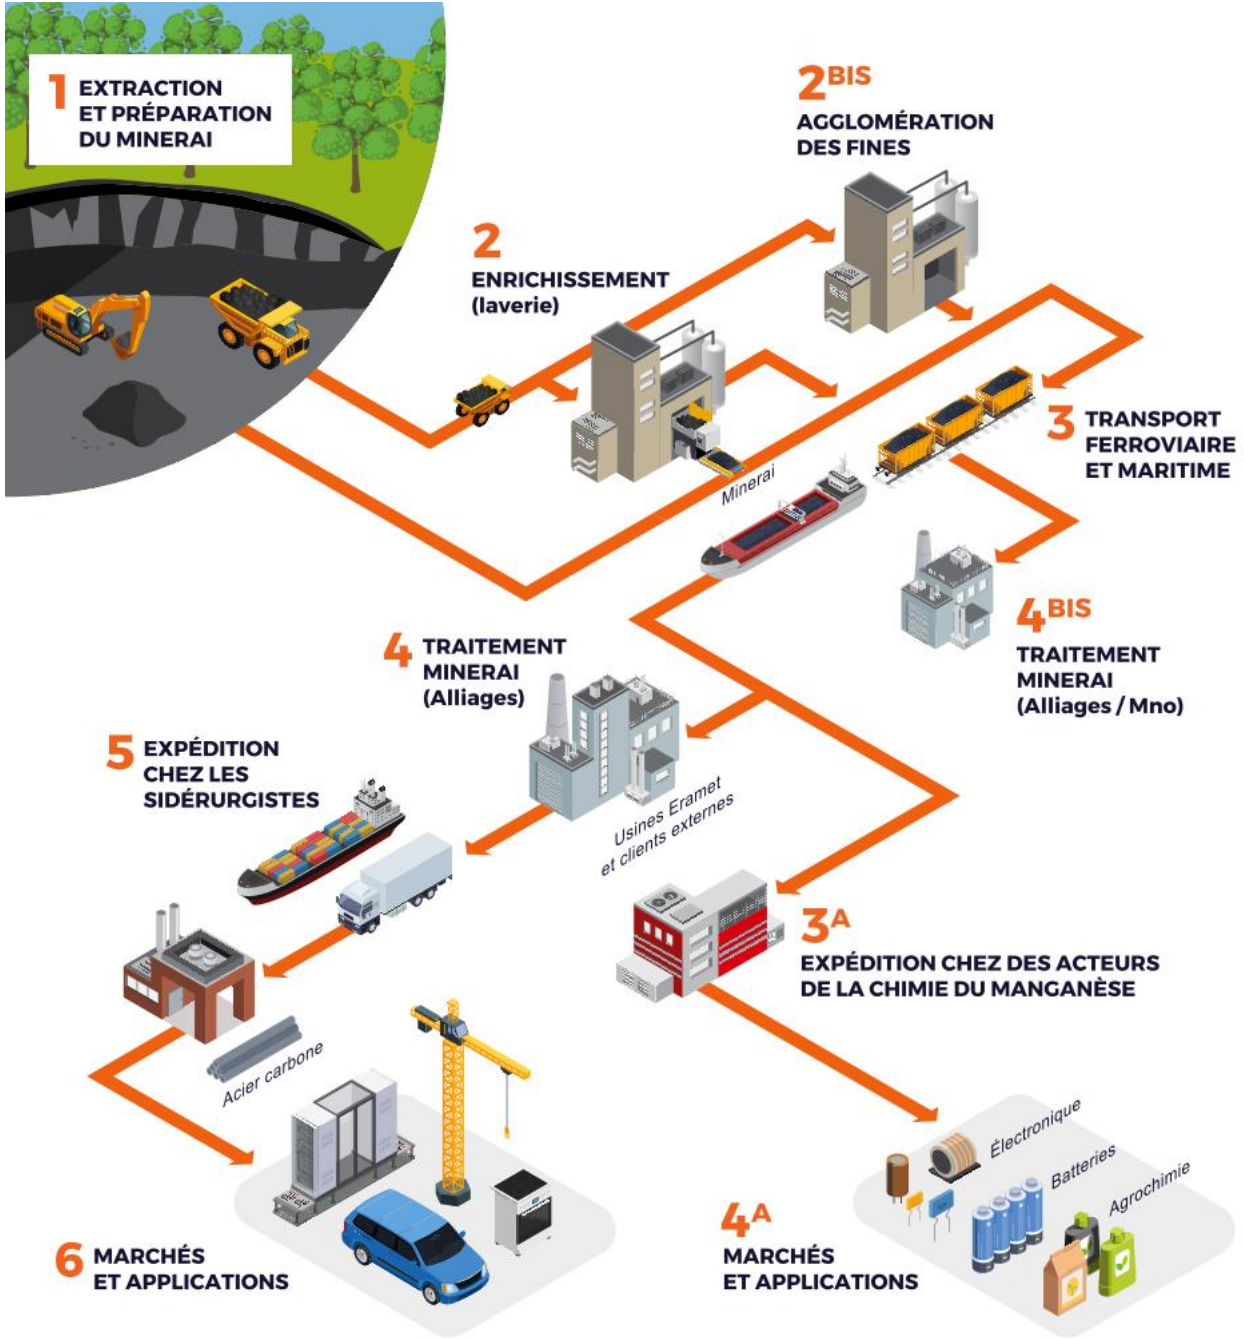 1 EXTRACTION
ET PRÉPARATION
DU MINERAI
2BIS
AGGLOMÉRATION
DES FINES
2
ENRICHISSEMENT
(laverie)
Minerai
3 TRANSPORT
FERROVIAIRE
ET MARITIME
4BIS
TRAITEMENT
MINERAI
(Alliages / Mno)
4 TRAITEMENT
MINERAI
(Alliages)
Usines Eramet
et clients externes
5 EXPÉDITION
CHEZ LES
SIDÉRURGISTES
3A
EXPÉDITION CHEZ DES ACTEURS
DE LA CHIMIE DU MANGANÈSE
Acier carbone
Électronique
Batteries
Agrochimie
6 MARCHÉS
ET APPLICATIONS
4A
MARCHÉS
ET APPLICATIONS